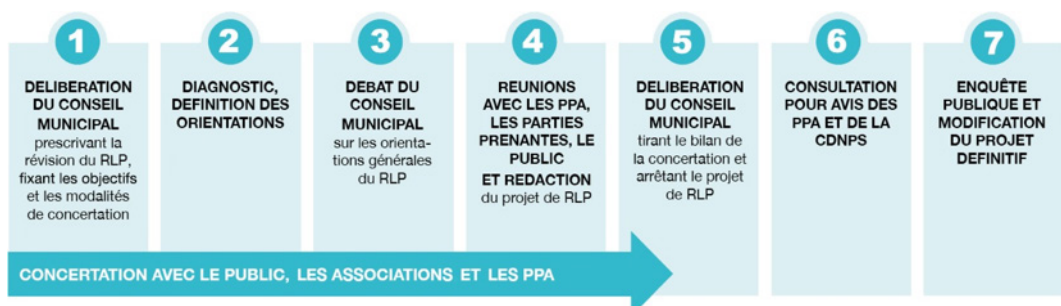 1
DELIBERATION
DU CONSEIL
MUNICIPAL
prescrivant la
révision du RLP,
fixant les objectifs
et les modalités
de concertation
2
DIAGNOSTIC,
DEFINITION DES
ORIENTATIONS
3
DEBAT DU
CONSEIL
MUNICIPAL
sur les orienta-
tions générales
du RLP
4
REUNIONS
AVEC LES PPA,
LES PARTIES
PRENANTES, LE
PUBLIC
ET REDACTION
du projet de RLP
5
DELIBERATION
DU CONSEIL
MUNICIPAL
tirant le bilan de
la concertation et
arrêtant le projet
de RLP
6
CONSULTATION
POUR AVIS DES
PPA ET DE LA
CDNPS
7
ENQUÊTE
PUBLIQUE ET
MODIFICATION
DU PROJET
DEFINITIF
CONCERTATION AVEC LE PUBLIC, LES ASSOCIATIONS ET LES PPA